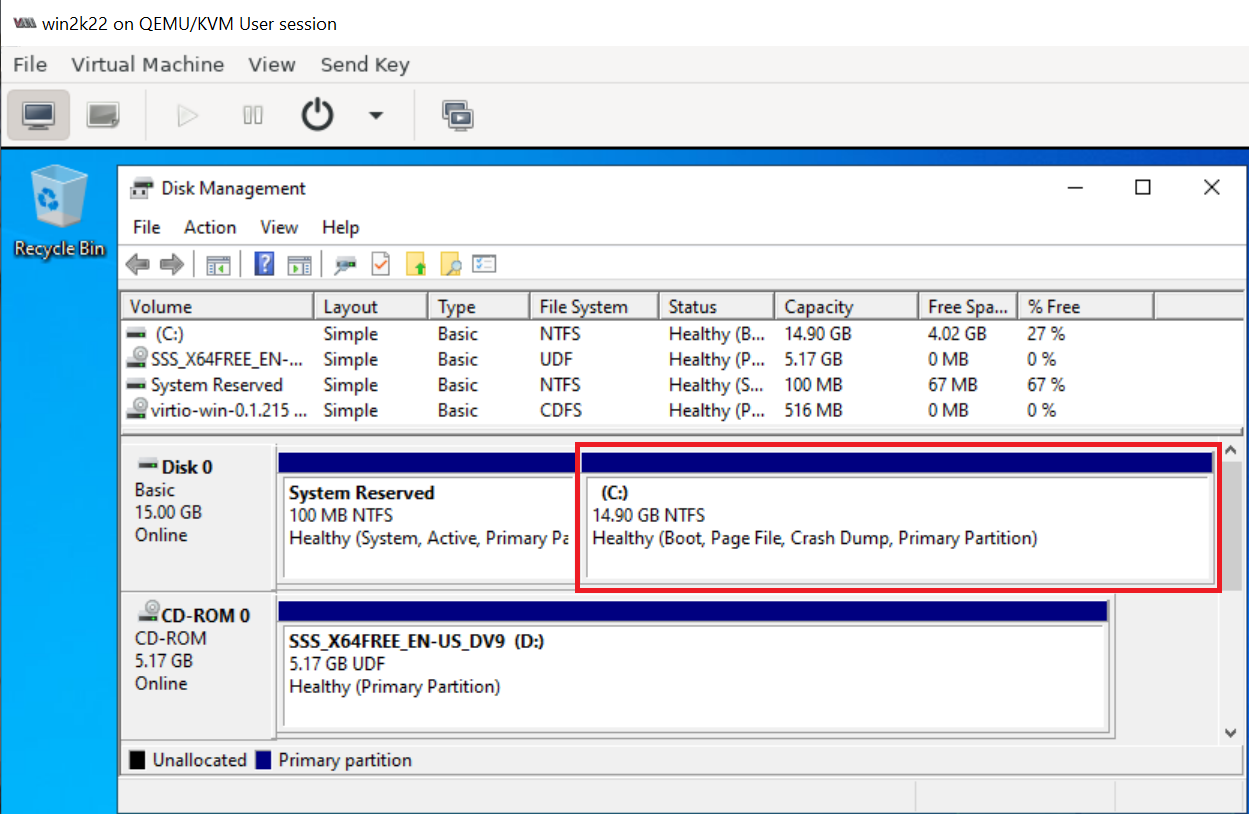 win2k22 on QEMU/KVM User session
File Virtual Machine View Send Key
Recycle Bin
Disk Management
File Action View Help
Volume Layout Type File System Status Capacity Free Spa... % Free
(C:) Simple Basic NTFS Healthy (B... 14.90 GB 4.02 GB 27 %
SSS_X64FREE_EN-... Simple Basic UDF Healthy (P... 5.17 GB 0 MB 0 %
System Reserved Simple Basic NTFS Healthy (S... 100 MB 67 MB 67 %
virtio-win-0.1.215 ... Simple Basic CDFS Healthy (P... 516 MB 0 MB 0 %
Disk 0
Basic
15.00 GB
Online
System Reserved
100 MB NTFS
Healthy (System, Active, Primary Pa
(C:)
14.90 GB NTFS
Healthy (Boot, Page File, Crash Dump, Primary Partition)
CD-ROM 0
CD-ROM
5.17 GB
Online
SSS_X64FREE_EN-US_DV9 (D:)
5.17 GB UDF
Healthy (Primary Partition)
Unallocated Primary partition